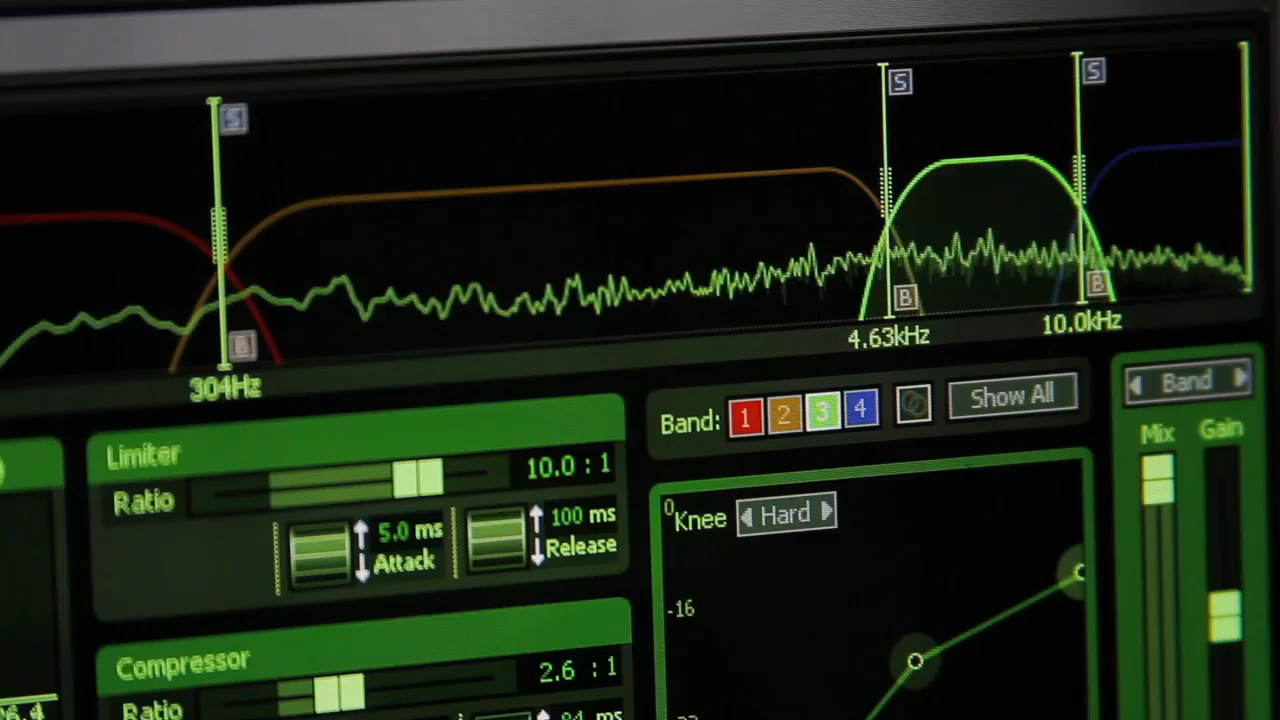 S
S
S
B
B
B
304Hz
4.63kHz
10.0kHz
Band: 1 2 3 4 Show All
Band
Mix Gain
Limiter
Ratio 10.0 : 1
5.0 ms
Attack
100 ms
Release
0
Knee Hard
-16
Compressor
2.6 : 1
Ratio
ms